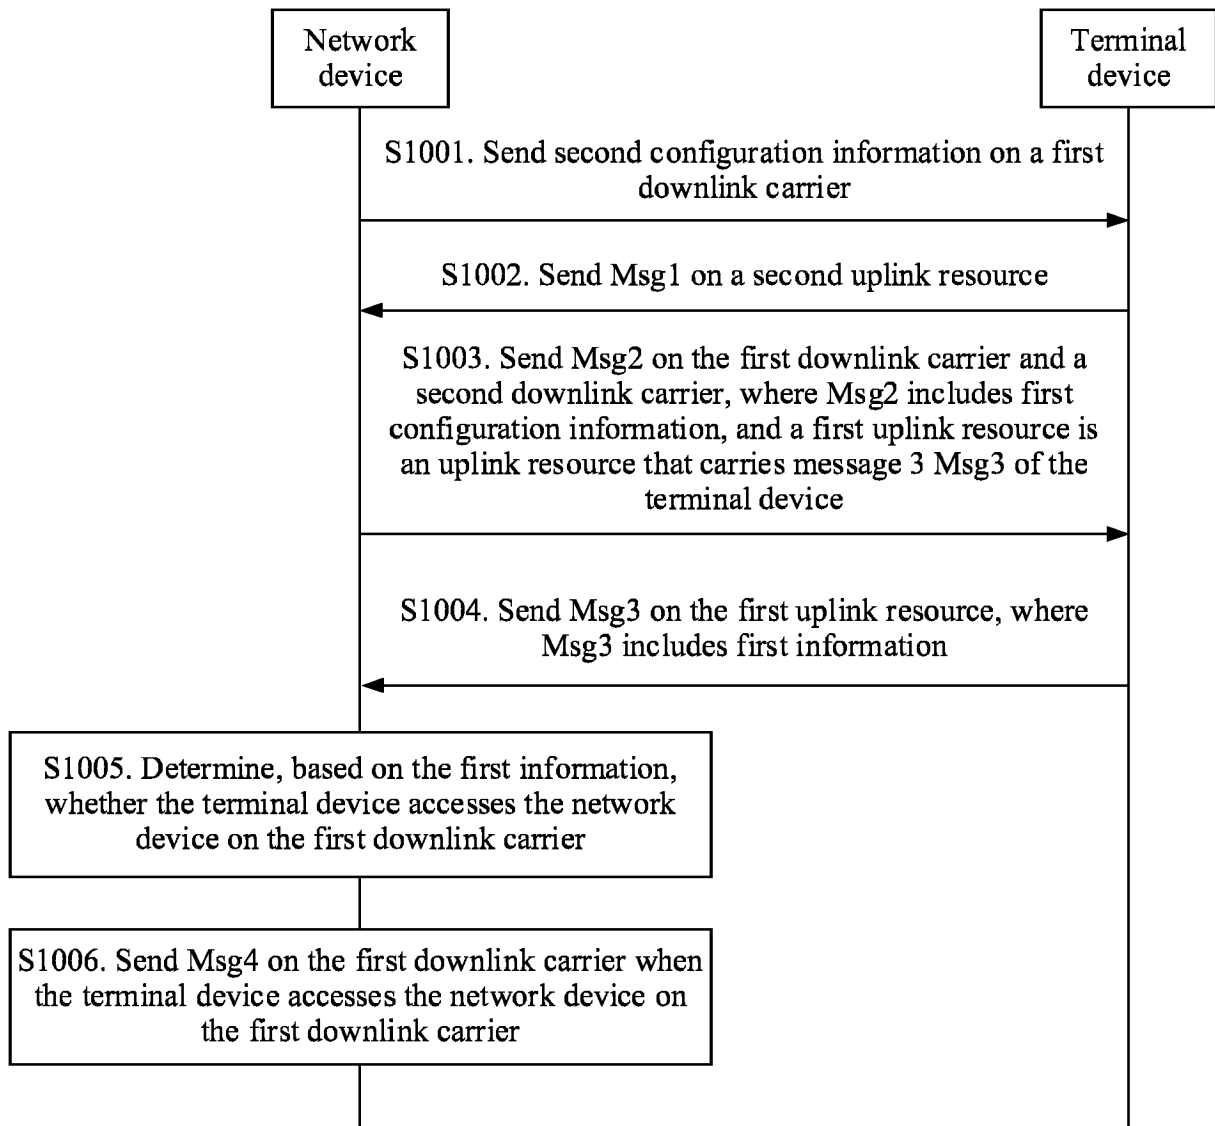 Network
device
Terminal
device
S1001. Send second configuration information on a first
downlink carrier
S1002. Send Msg1 on a second uplink resource
S1003. Send Msg2 on the first downlink carrier and a
second downlink carrier, where Msg2 includes first
configuration information, and a first uplink resource is
an uplink resource that carries message 3 Msg3 of the
terminal device
S1004. Send Msg3 on the first uplink resource, where
Msg3 includes first information
S1005. Determine, based on the first information,
whether the terminal device accesses the network
device on the first downlink carrier
S1006. Send Msg4 on the first downlink carrier when
the terminal device accesses the network device on
the first downlink carrier